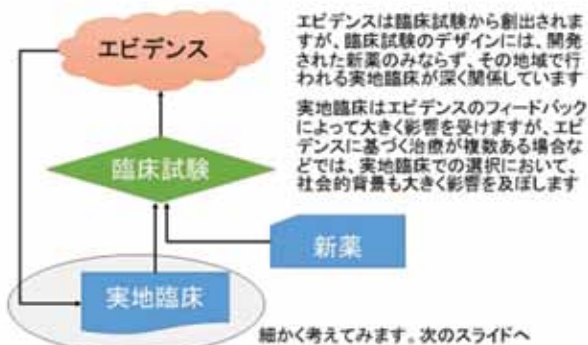 エビデンス
エビデンスは臨床試験から創出されま
すが、臨床試験のデザインには、開発
された新薬のみならず、その地域で行
われる実地臨床が深く関係しています
実地臨床はエビデンスのフィードバック
によって大きく影響を受けますが、エビ
デンスに基づく治療が複数ある場合な
どでは、実地臨床での選択において、
社会的背景も大きく影響を及ぼします
臨床試験
新薬
実地臨床
細かく考えてみます。次のスライドへ